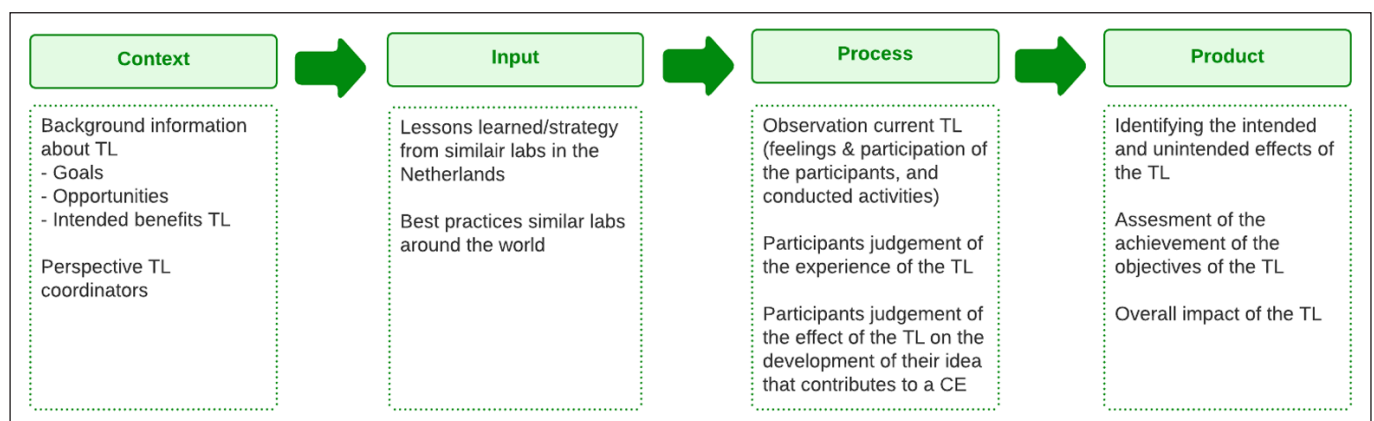 Context
Background information
about TL
- Goals
- Opportunities
- Intended benefits TL
Perspective TL
coordinators
Input
Lessons learned/strategy
from similair labs in the
Netherlands
Best practices similar labs
around the world
Process
Observation current TL
(feelings & participation of
the participants, and
conducted activities)
Participants judgement of
the experience of the TL
Participants judgement of
the effect of the TL on the
development of their idea
that contributes to a CE
Product
Identifying the intended
and unintended effects of
the TL
Assesment of the
achievement of the
objectives of the TL
Overall impact of the TL